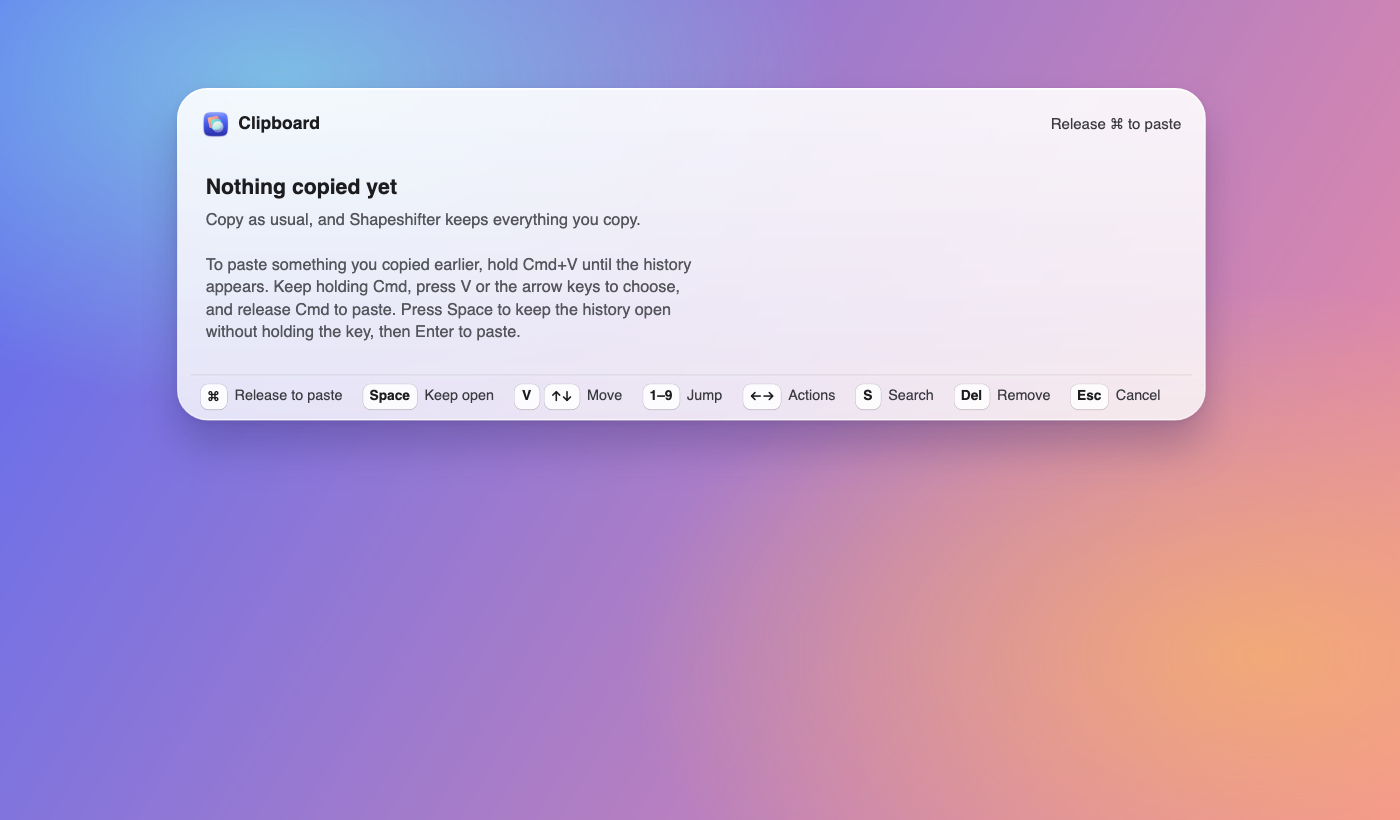 Clipboard
Release ⌘ to paste
Nothing copied yet
Copy as usual, and Shapeshifter keeps everything you copy.
To paste something you copied earlier, hold Cmd+V until the history
appears. Keep holding Cmd, press V or the arrow keys to choose,
and release Cmd to paste. Press Space to keep the history open
without holding the key, then Enter to paste.
⌘ Release to paste Space Keep open V ↑↓ Move 1–9 Jump ←→ Actions S Search Del Remove Esc Cancel